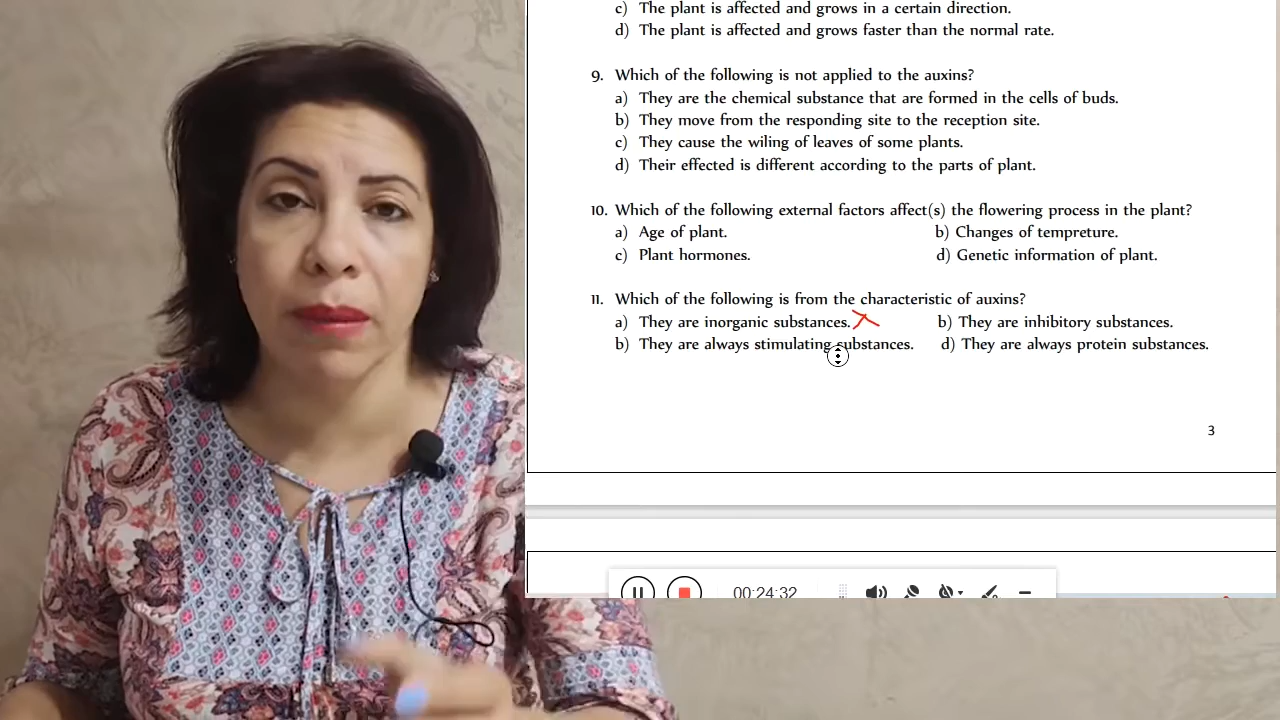 c) The plant is affected and grows in a certain direction.
d) The plant is affected and grows faster than the normal rate.
9. Which of the following is not applied to the auxins?
a) They are the chemical substance that are formed in the cells of buds.
b) They move from the responding site to the reception site.
c) They cause the wiling of leaves of some plants.
d) Their effected is different according to the parts of plant.
10. Which of the following external factors affect(s) the flowering process in the plant?
a) Age of plant. b) Changes of tempreture.
c) Plant hormones. d) Genetic information of plant.
11. Which of the following is from the characteristic of auxins?
a) They are inorganic substances. b) They are inhibitory substances.
b) They are always stimulating substances. d) They are always protein substances.
3
00:24:32